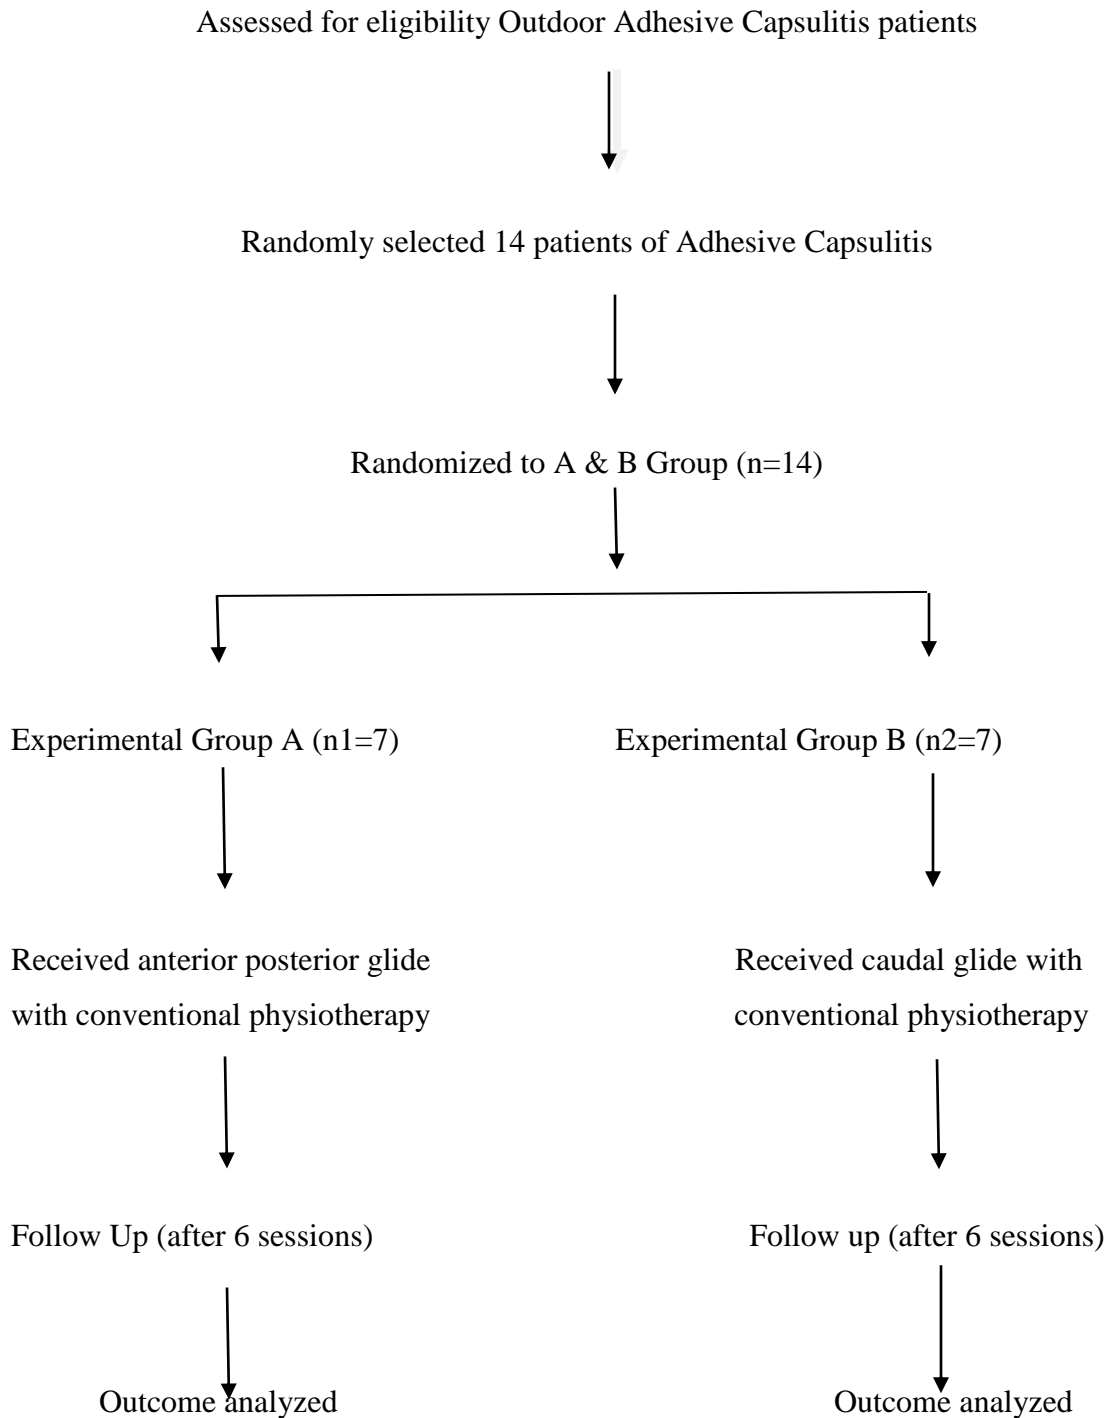 Assessed for eligibility Outdoor Adhesive Capsulitis patients
Randomly selected 14 patients of Adhesive Capsulitis
Randomized to A & B Group (n=14)
Experimental Group A (n1=7)
Experimental Group B (n2=7)
Received anterior posterior glide
with conventional physiotherapy
Received caudal glide with
conventional physiotherapy
Follow Up (after 6 sessions)
Follow up (after 6 sessions)
Outcome analyzed
Outcome analyzed